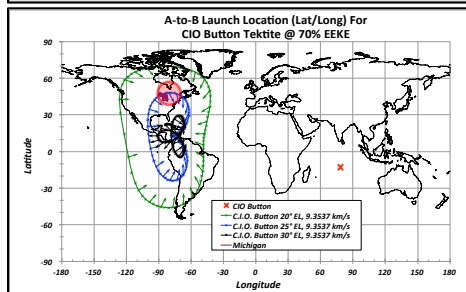 A-to-B Launch Location (Lat/Long) For
CIO Button Tektite @ 70% EEKE
90
60
30
0
-30
-60
-90
Latitude
CIO Button
C.I.O. Button 20° EL, 9.3537 km/s
C.I.O. Button 25° EL, 9.3537 km/s
C.I.O. Button 30° EL, 9.3537 km/s
Michigan
-180 -150 -120 -90 -60 -30 0 30 60 90 120 150 180
Longitude